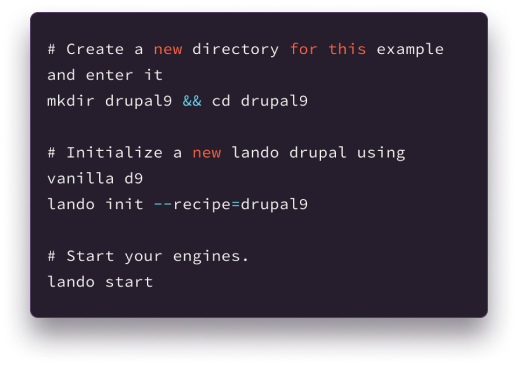 # Create a new directory for this example
and enter it
mkdir drupal9 && cd drupal9
# Initialize a new lando drupal using
vanilla d9
lando init --recipe=drupal9
# Start your engines.
lando start